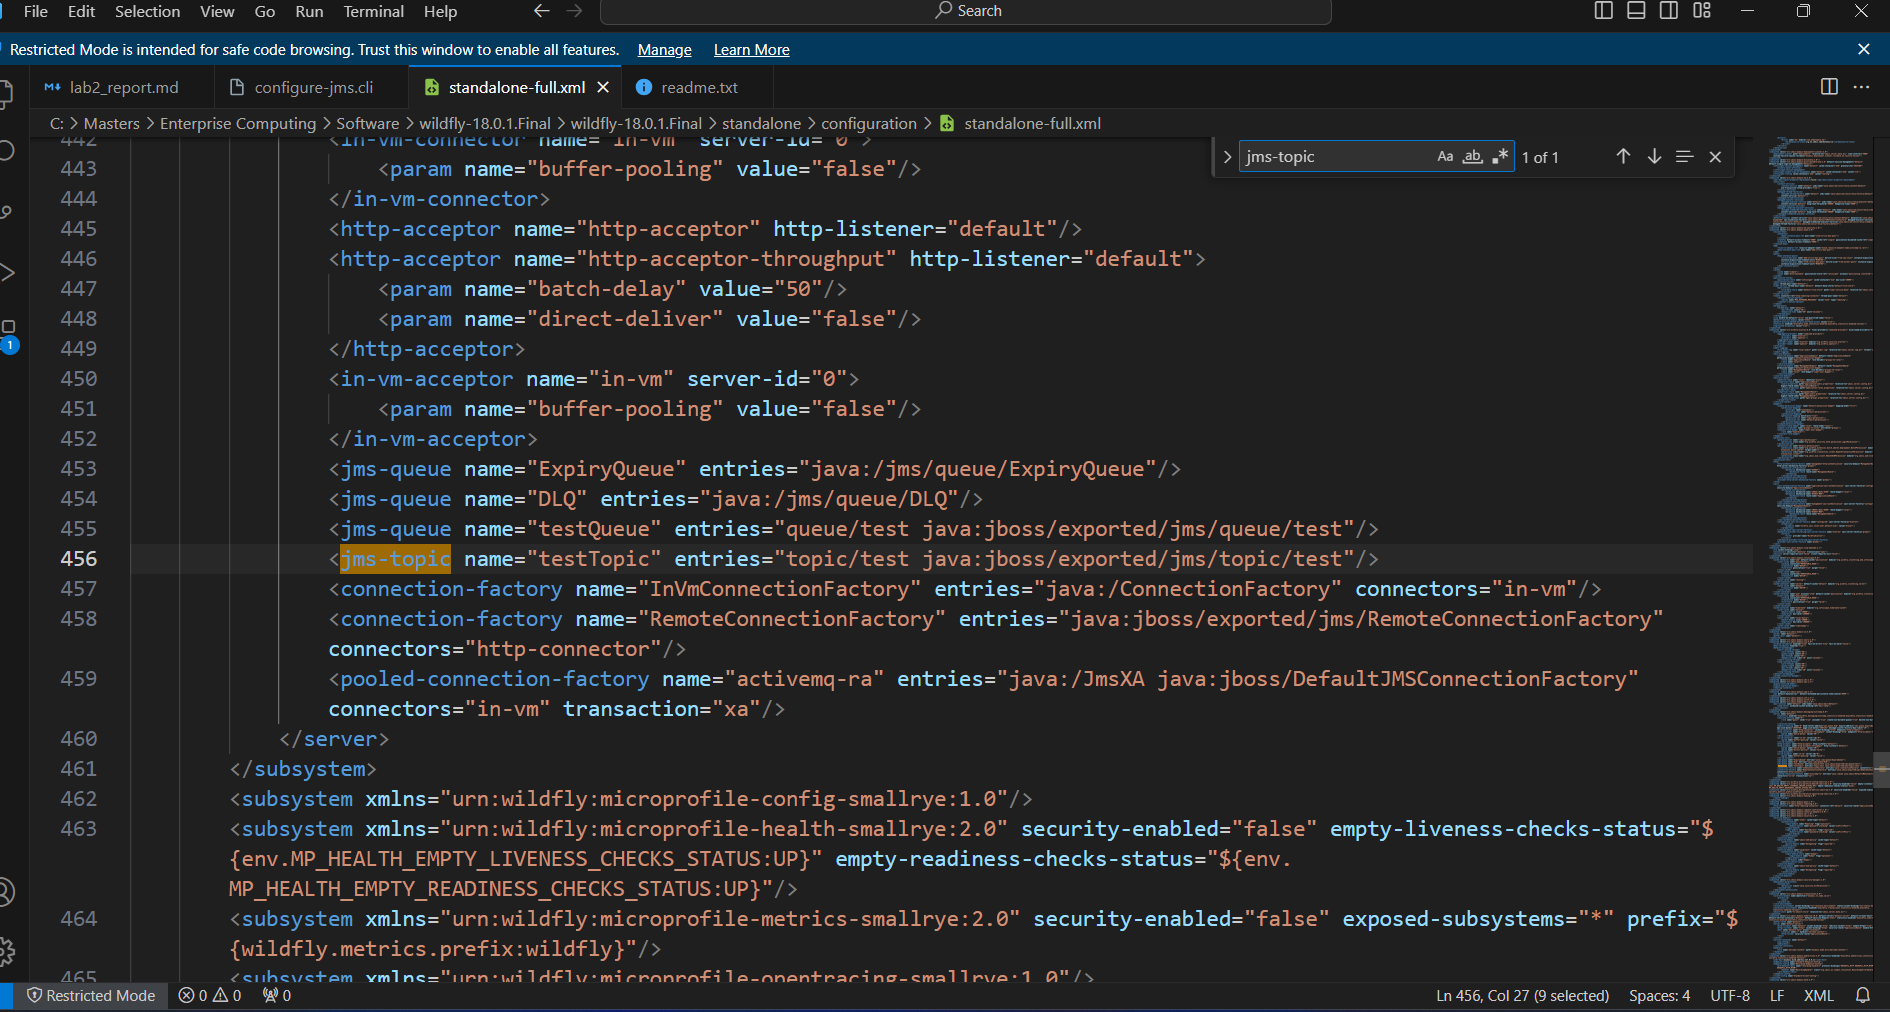 File Edit Selection View Go Run Terminal Help
Search
Restricted Mode is intended for safe code browsing. Trust this window to enable all features. Manage Learn More
lab2_report.md configure-jms.cli standalone-full.xml readme.txt
C: > Masters > Enterprise Computing > Software > wildfly-18.0.1.Final > wildfly-18.0.1.Final > standalone > configuration > standalone-full.xml
jms-topic Aa ab 1 of 1
442 <in-vm-connector name="in-vm" server-id="0">
443 <param name="buffer-pooling" value="false"/>
444 </in-vm-connector>
445 <http-acceptor name="http-acceptor" http-listener="default"/>
446 <http-acceptor name="http-acceptor-throughput" http-listener="default">
447 <param name="batch-delay" value="50"/>
448 <param name="direct-deliver" value="false"/>
449 </http-acceptor>
450 <in-vm-acceptor name="in-vm" server-id="0">
451 <param name="buffer-pooling" value="false"/>
452 </in-vm-acceptor>
453 <jms-queue name="ExpiryQueue" entries="java:/jms/queue/ExpiryQueue"/>
454 <jms-queue name="DLQ" entries="java:/jms/queue/DLQ"/>
455 <jms-queue name="testQueue" entries="queue/test java:jboss/exported/jms/queue/test"/>
456 <jms-topic name="testTopic" entries="topic/test java:jboss/exported/jms/topic/test"/>
457 <connection-factory name="InVmConnectionFactory" entries="java:/ConnectionFactory" connectors="in-vm"/>
458 <connection-factory name="RemoteConnectionFactory" entries="java:jboss/exported/jms/RemoteConnectionFactory"
connectors="http-connector"/>
459 <pooled-connection-factory name="activemq-ra" entries="java:/JmsXA java:jboss/DefaultJMSConnectionFactory"
connectors="in-vm" transaction="xa"/>
460 </server>
461 </subsystem>
462 <subsystem xmlns="urn:wildfly:microprofile-config-smallrye:1.0"/>
463 <subsystem xmlns="urn:wildfly:microprofile-health-smallrye:2.0" security-enabled="false" empty-liveness-checks-status="$
{env.MP_HEALTH_EMPTY_LIVENESS_CHECKS_STATUS:UP}" empty-readiness-checks-status="${env.
MP_HEALTH_EMPTY_READINESS_CHECKS_STATUS:UP}"/>
464 <subsystem xmlns="urn:wildfly:microprofile-metrics-smallrye:2.0" security-enabled="false" exposed-subsystems="*" prefix="$
{wildfly.metrics.prefix:wildfly}"/>
465 <subsystem xmlns="urn:wildfly:microprofile-opentracing-smallrye:1.0"/>
1
Restricted Mode 0 0 0 Ln 456, Col 27 (9 selected) Spaces: 4 UTF-8 LF XML